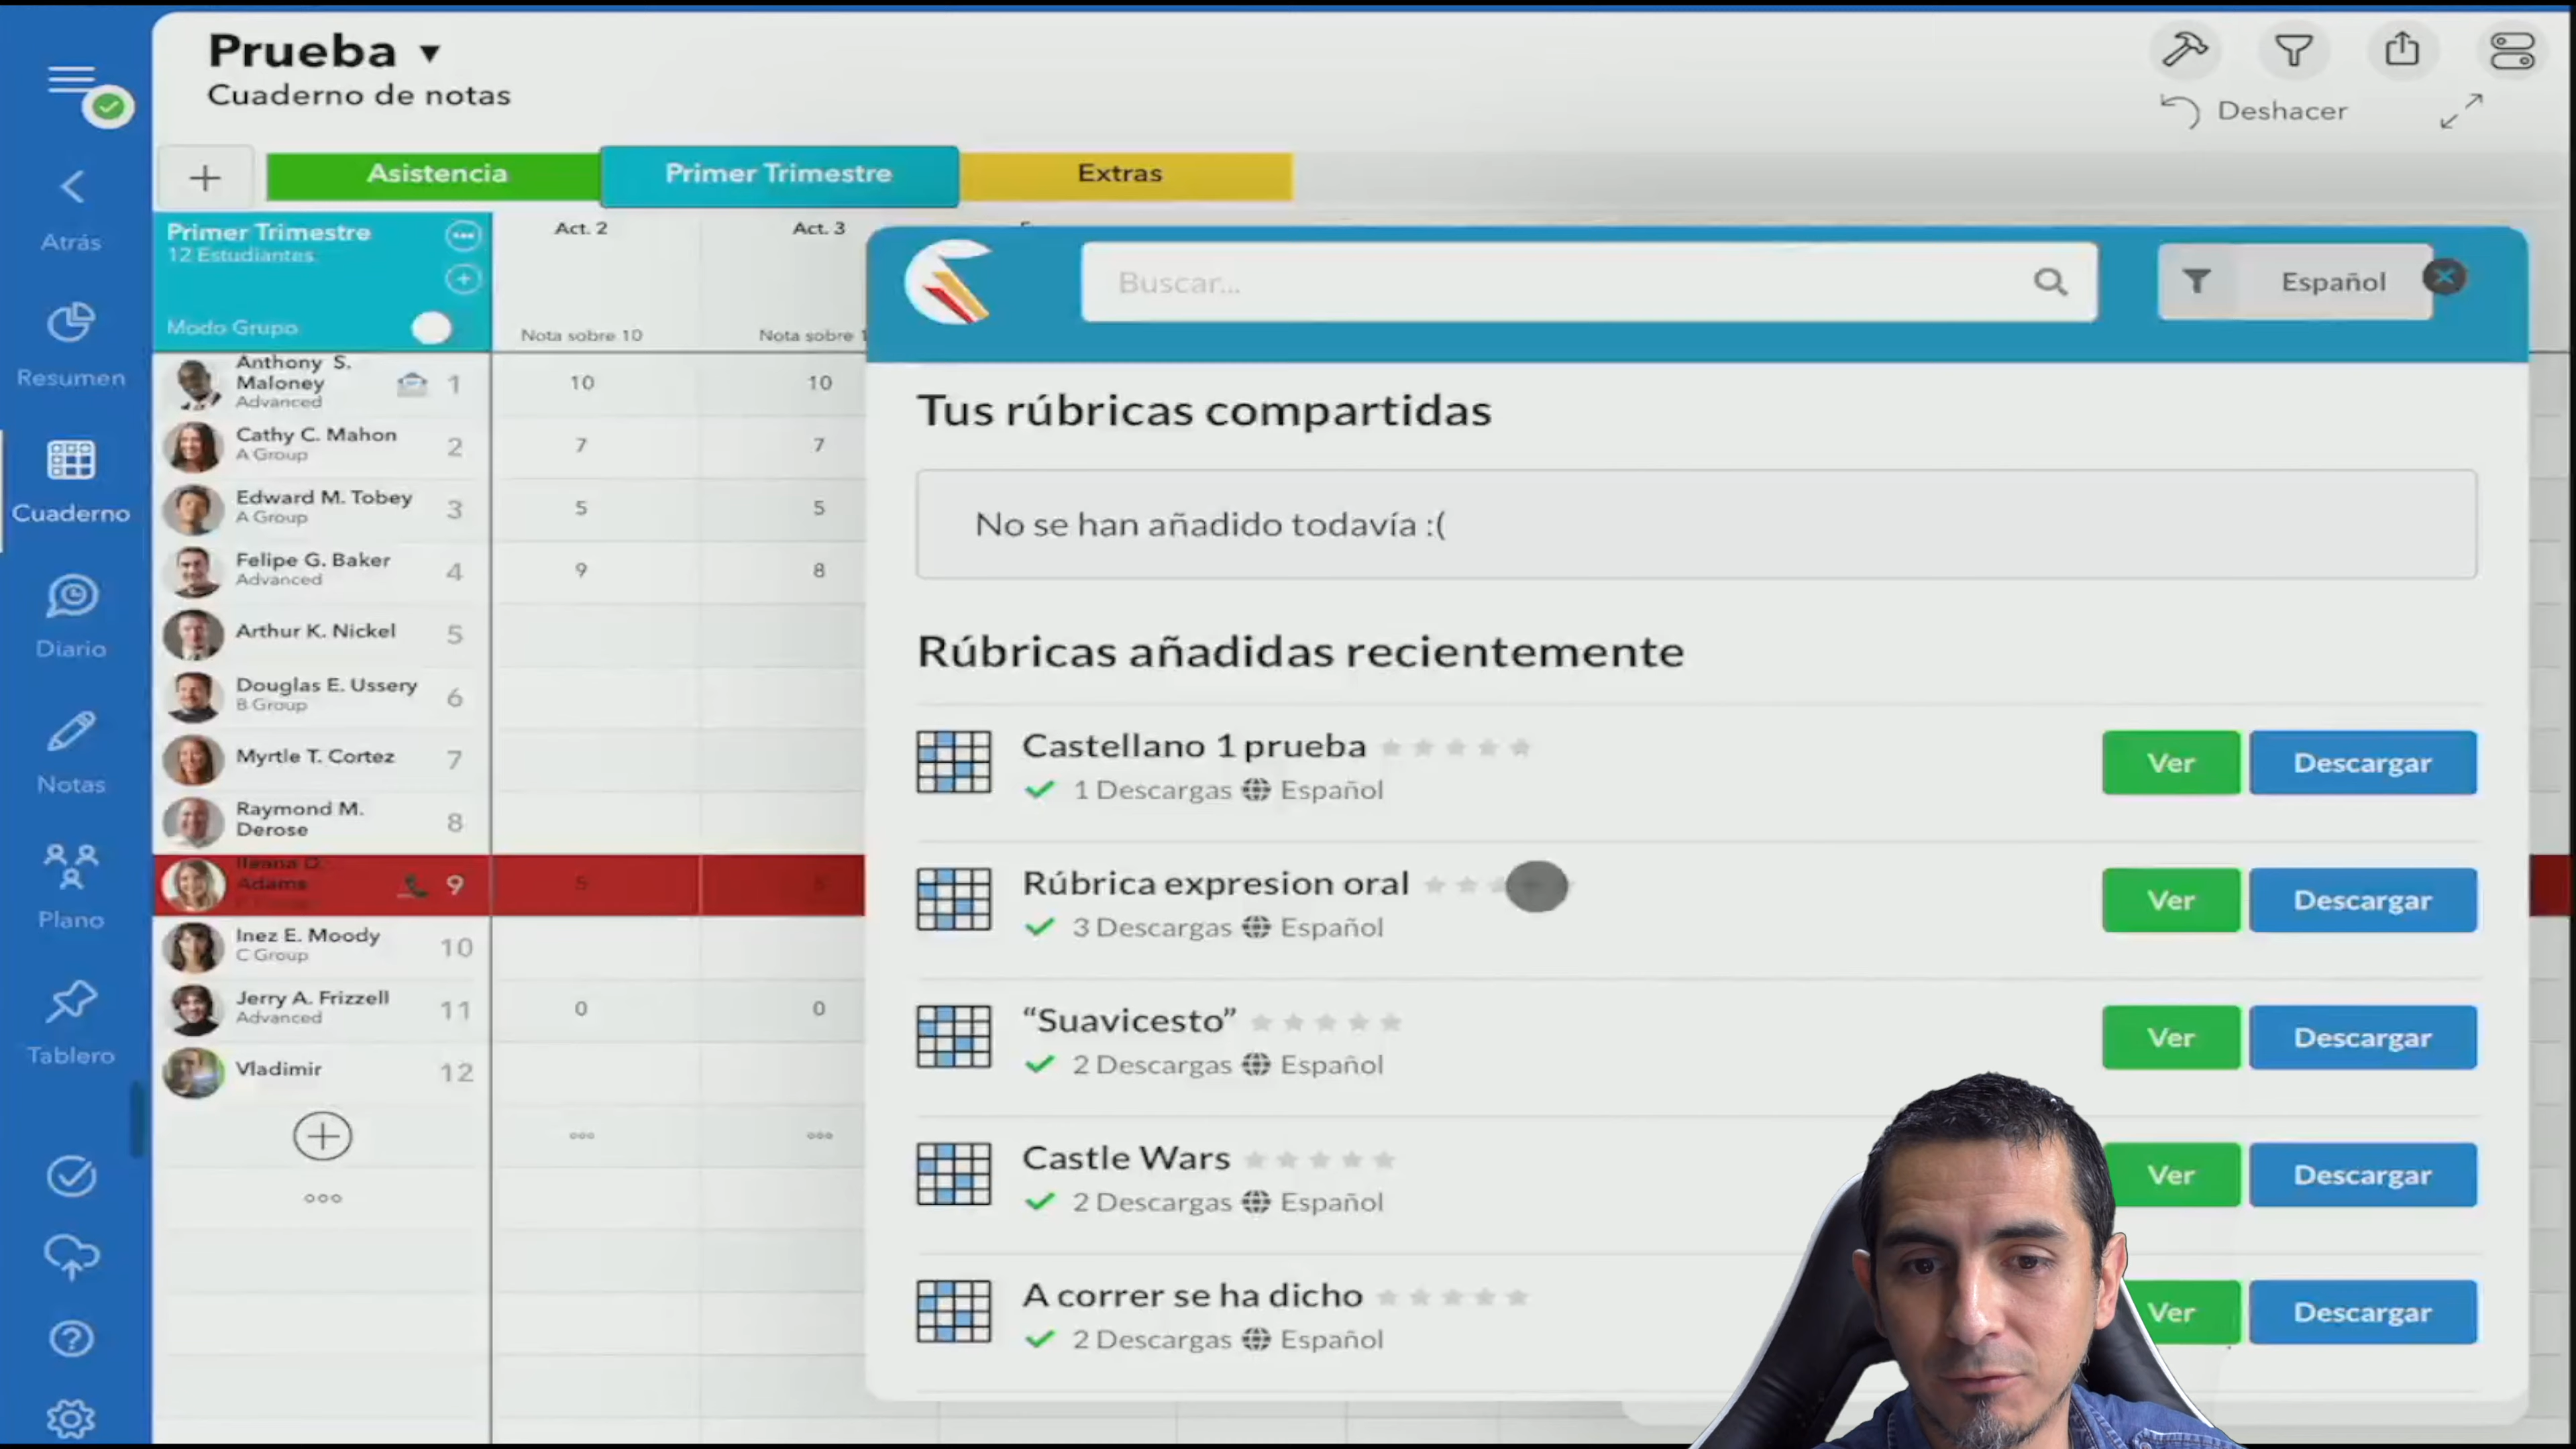 Prueba ▼
Cuaderno de notas
Deshacer
Asistencia
Primer Trimestre
Extras
Atrás
Resumen
Cuaderno
Diario
Notas
Plano
Tablero
Primer Trimestre
12 Estudiantes
Modo Grupo
Act. 2
Nota sobre 10
Act. 3
Nota sobre 1
Anthony S.
Maloney
Advanced
1
10
10
Cathy C. Mahon
A Group
2
7
7
Edward M. Tobey
A Group
3
5
5
Felipe G. Baker
Advanced
4
9
8
Arthur K. Nickel
5
Douglas E. Ussery
B Group
6
Myrtle T. Cortez
7
Raymond M.
Derose
8
Adams
9
5
5
Inez E. Moody
C Group
10
Jerry A. Frizzell
Advanced
11
0
0
Vladimir
12
Buscar...
Español
Tus rúbricas compartidas
No se han añadido todavía :(
Rúbricas añadidas recientemente
Castellano 1 prueba
1 Descargas Español
Ver
Descargar
Rúbrica expresion oral
3 Descargas Español
Ver
Descargar
“Suavicesto”
2 Descargas Español
Ver
Descargar
Castle Wars
2 Descargas Español
Ver
Descargar
A correr se ha dicho
2 Descargas Español
Ver
Descargar